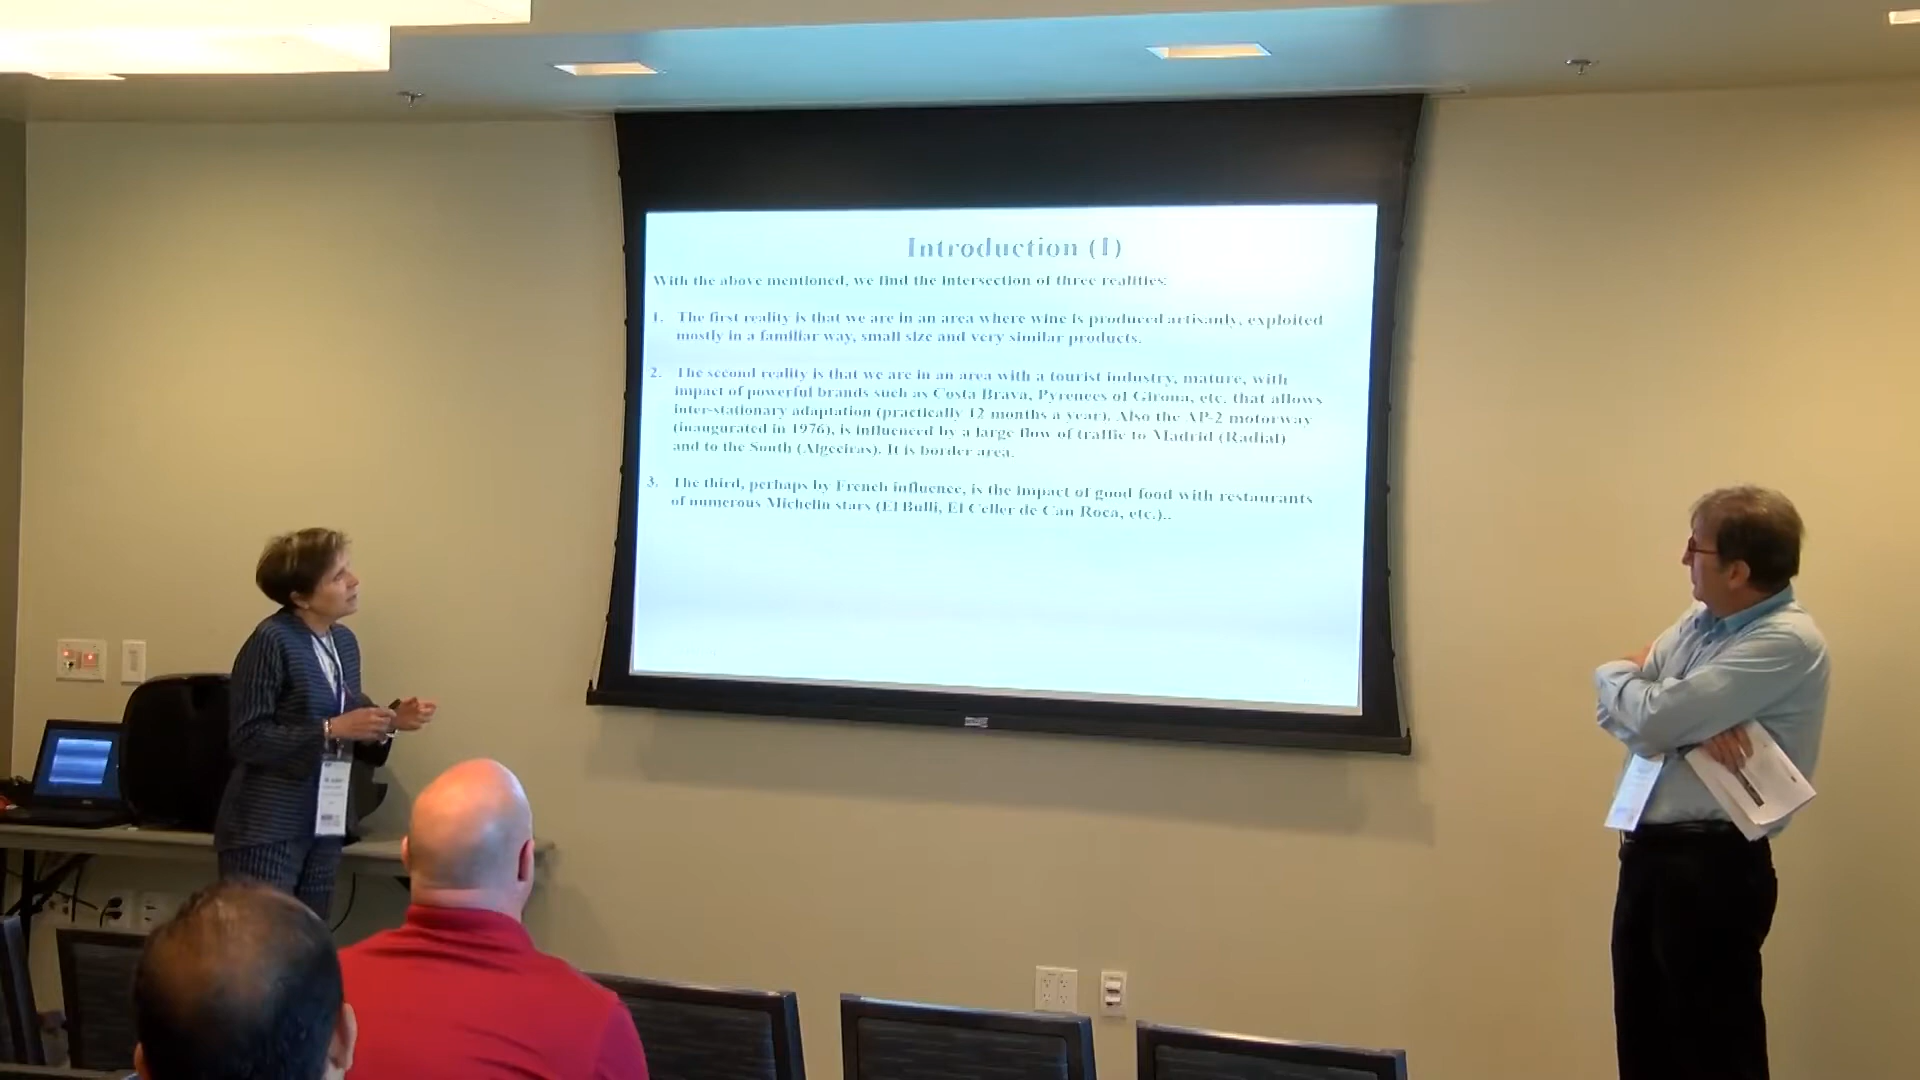 Introduction (I)
With the above mentioned, we find the intersection of three realities:
1. The first reality is that we are in an area where wine is produced artisanly, exploited
mostly in a familiar way, small size and very similar products.
2. The second reality is that we are in an area with a tourist industry, mature, with
impact of powerful brands such as Costa Brava, Pyrenees of Girona, etc. that allows
inter-stationary adaptation (practically 12 months a year). Also the AP-2 motorway
(inaugurated in 1976), is influenced by a large flow of traffic to Madrid (Radial)
and to the South (Algeciras). It is border area.
3. The third, perhaps by French influence, is the impact of good food with restaurants
of numerous Michelin stars (El Bulli, El Celler de Can Roca, etc.)..